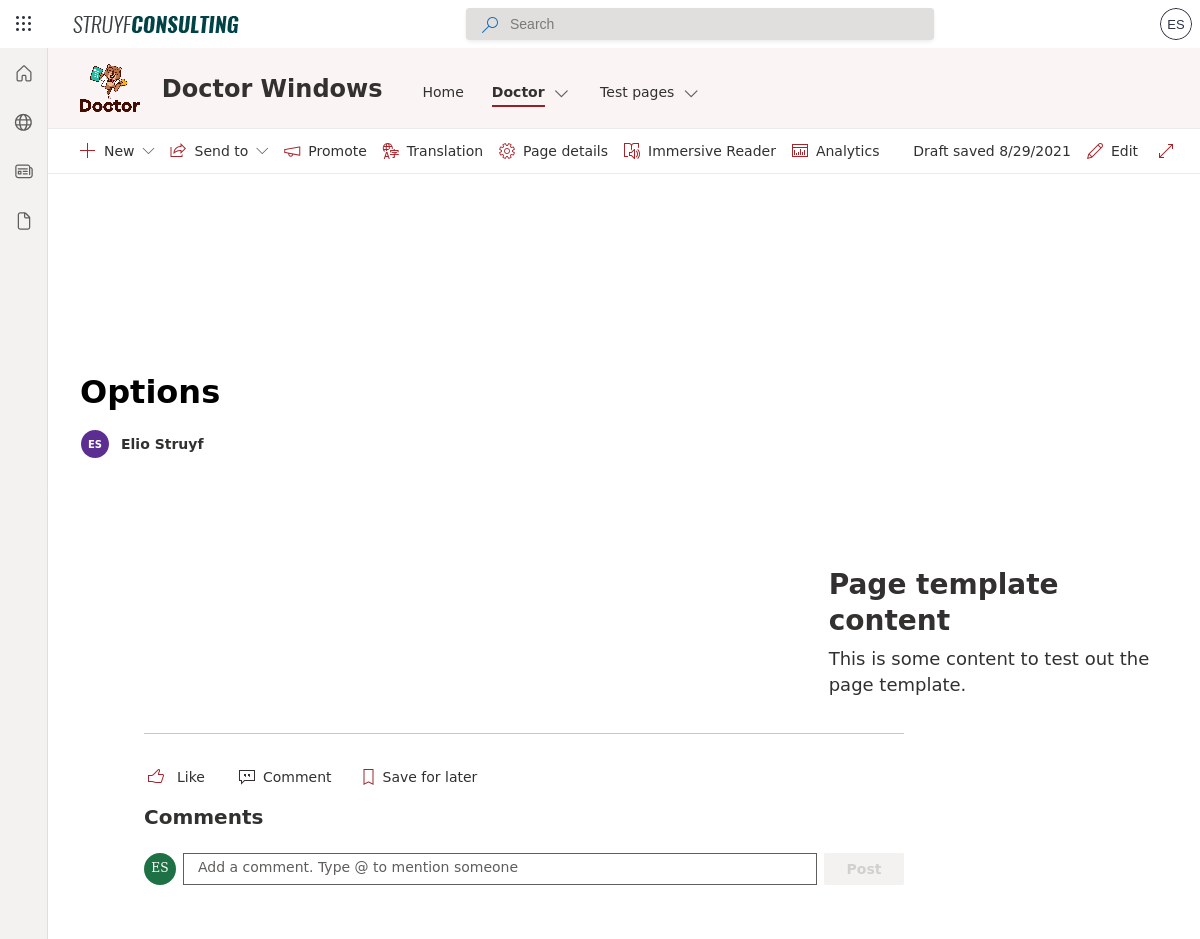 STRUYFCONSULTING
Search
ES
Doctor
Doctor Windows
Home
Doctor
Test pages
New
Send to
Promote
Translation
Page details
Immersive Reader
Analytics
Draft saved 8/29/2021
Edit
Options
ES
Elio Struyf
Page template
content
This is some content to test out the
page template.
Like
Comment
Save for later
Comments
ES
Add a comment. Type @ to mention someone
Post